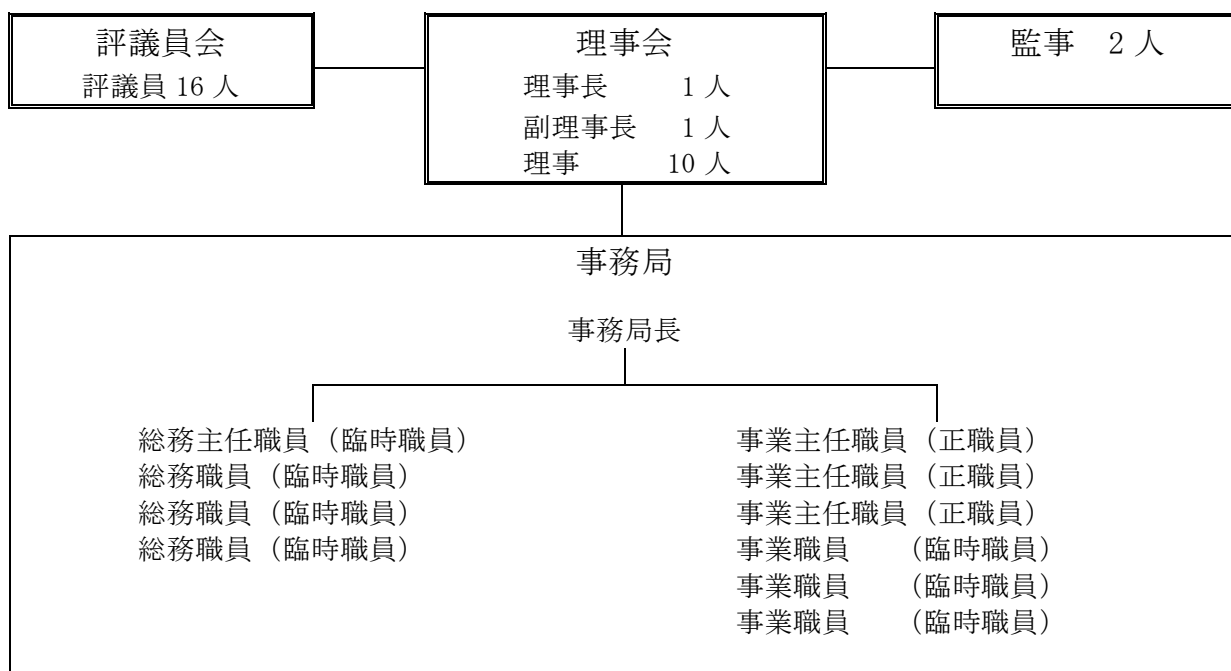 評議員会
評議員 16 人
理事会
理事長 1 人
副理事長 1 人
理事 10 人
監事 2 人
事務局
事務局長
総務主任職員（臨時職員）
総務職員（臨時職員）
総務職員（臨時職員）
総務職員（臨時職員）
事業主任職員（正職員）
事業主任職員（正職員）
事業主任職員（正職員）
事業職員 （臨時職員）
事業職員 （臨時職員）
事業職員 （臨時職員）